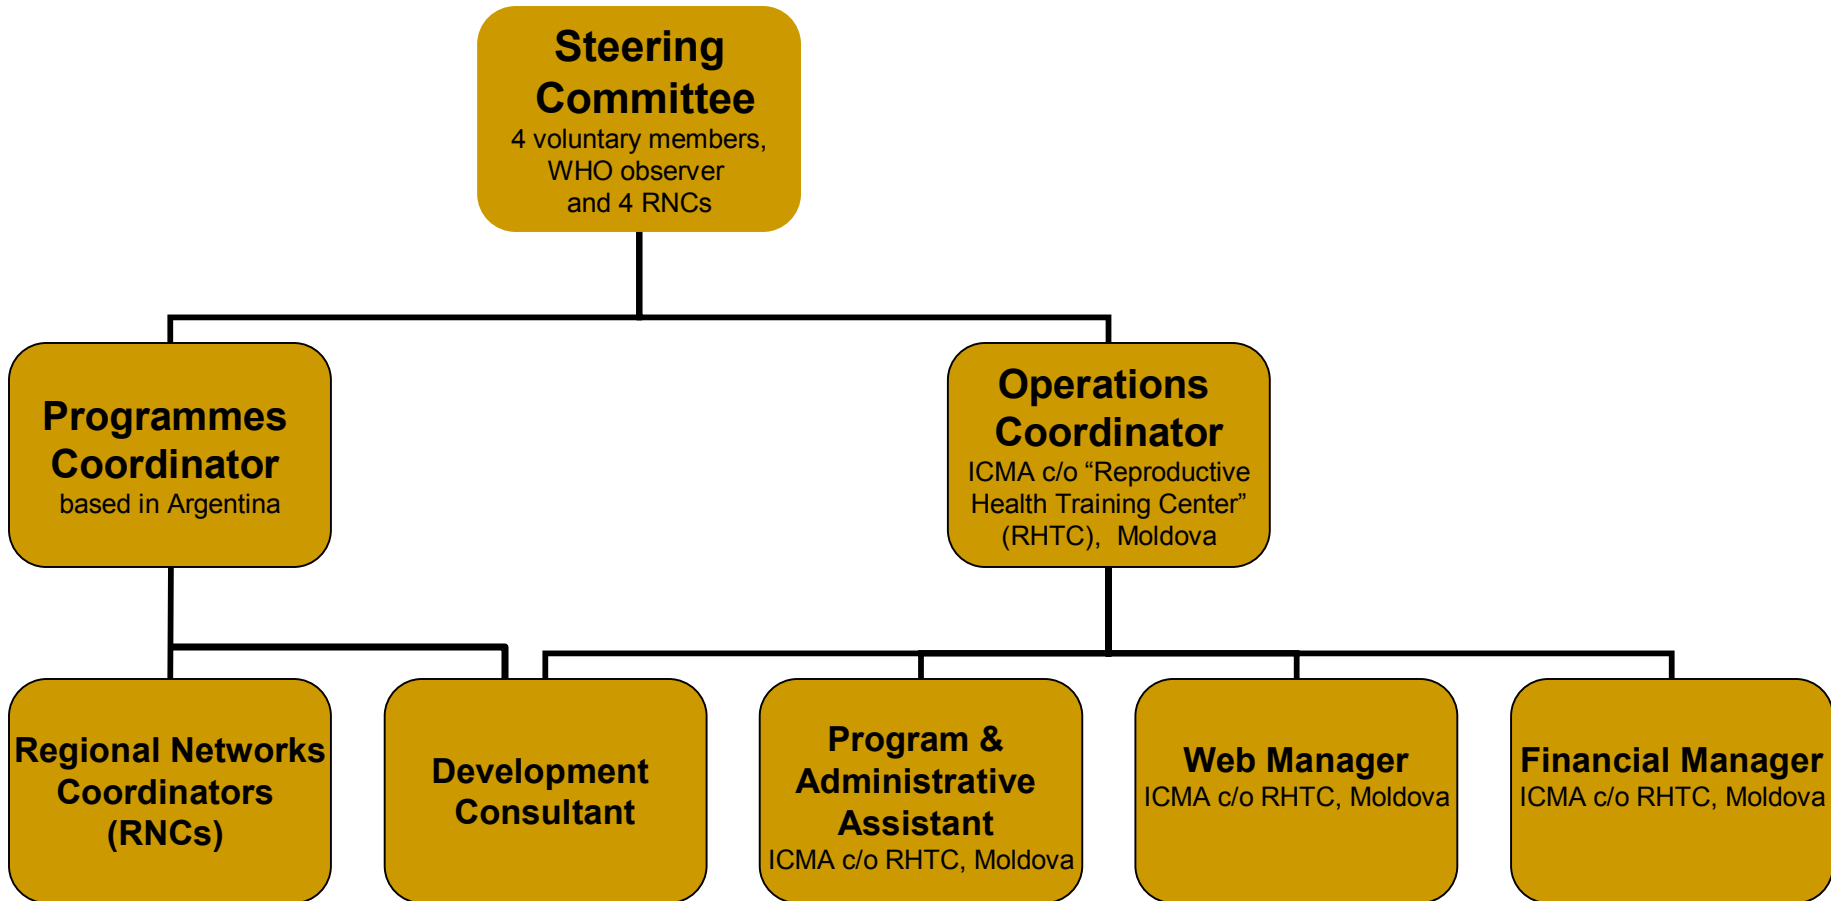 Steering
Committee
4 voluntary members,
WHO observer
and 4 RNCs
Programmes
Coordinator
based in Argentina
Operations
Coordinator
ICMA c/o “Reproductive
Health Training Center”
(RHTC), Moldova
Regional Networks
Coordinators
(RNCs)
Development
Consultant
Program &
Administrative
Assistant
ICMA c/o RHTC, Moldova
Web Manager
ICMA c/o RHTC, Moldova
Financial Manager
ICMA c/o RHTC, Moldova